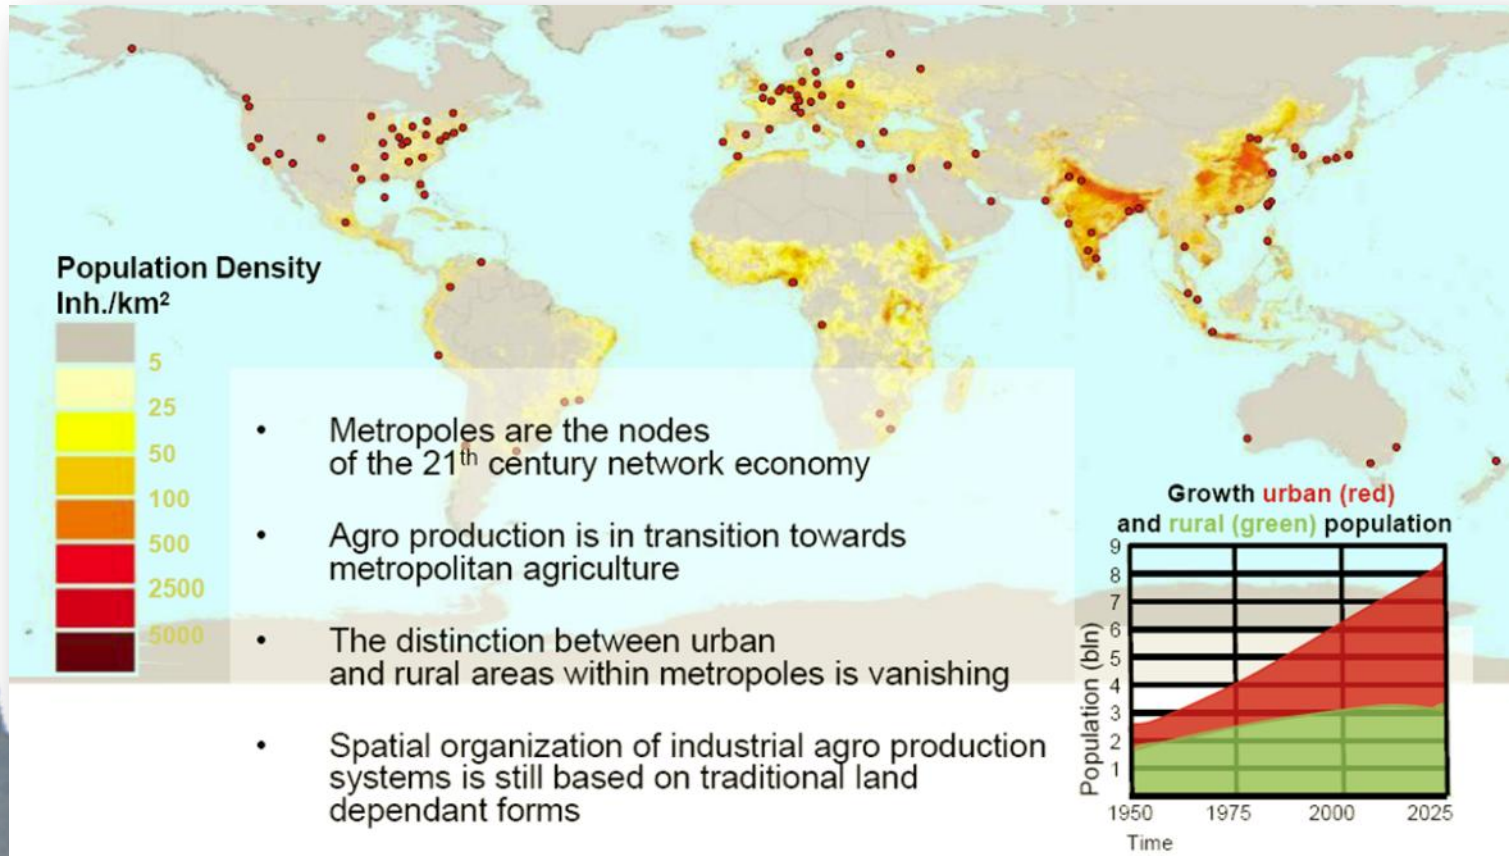 Population Density
Inh./km²
5
25
50
100
500
2500
5000
• Metropoles are the nodes
of the 21th century network economy
• Agro production is in transition towards
metropolitan agriculture
• The distinction between urban
and rural areas within metropoles is vanishing
• Spatial organization of industrial agro production
systems is still based on traditional land
dependant forms
Growth urban (red)
and rural (green) population
Population (bln)
9
8
7
6
5
4
3
2
1
1950 1975 2000 2025
Time